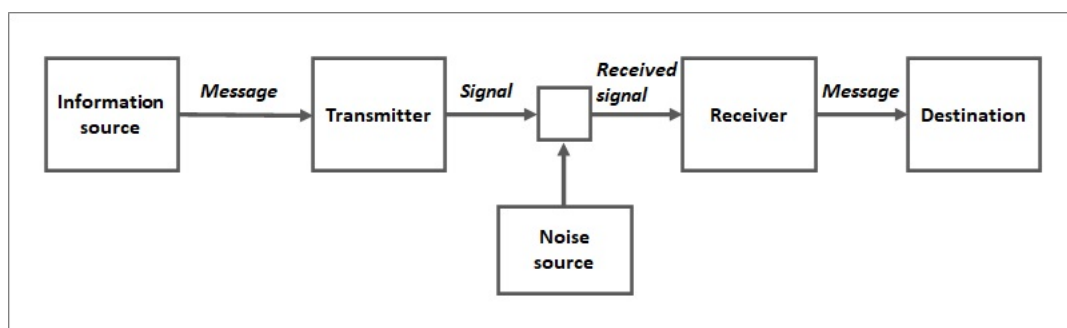 Information
source
Message
Transmitter
Signal
Received
signal
Receiver
Message
Destination
Noise
source